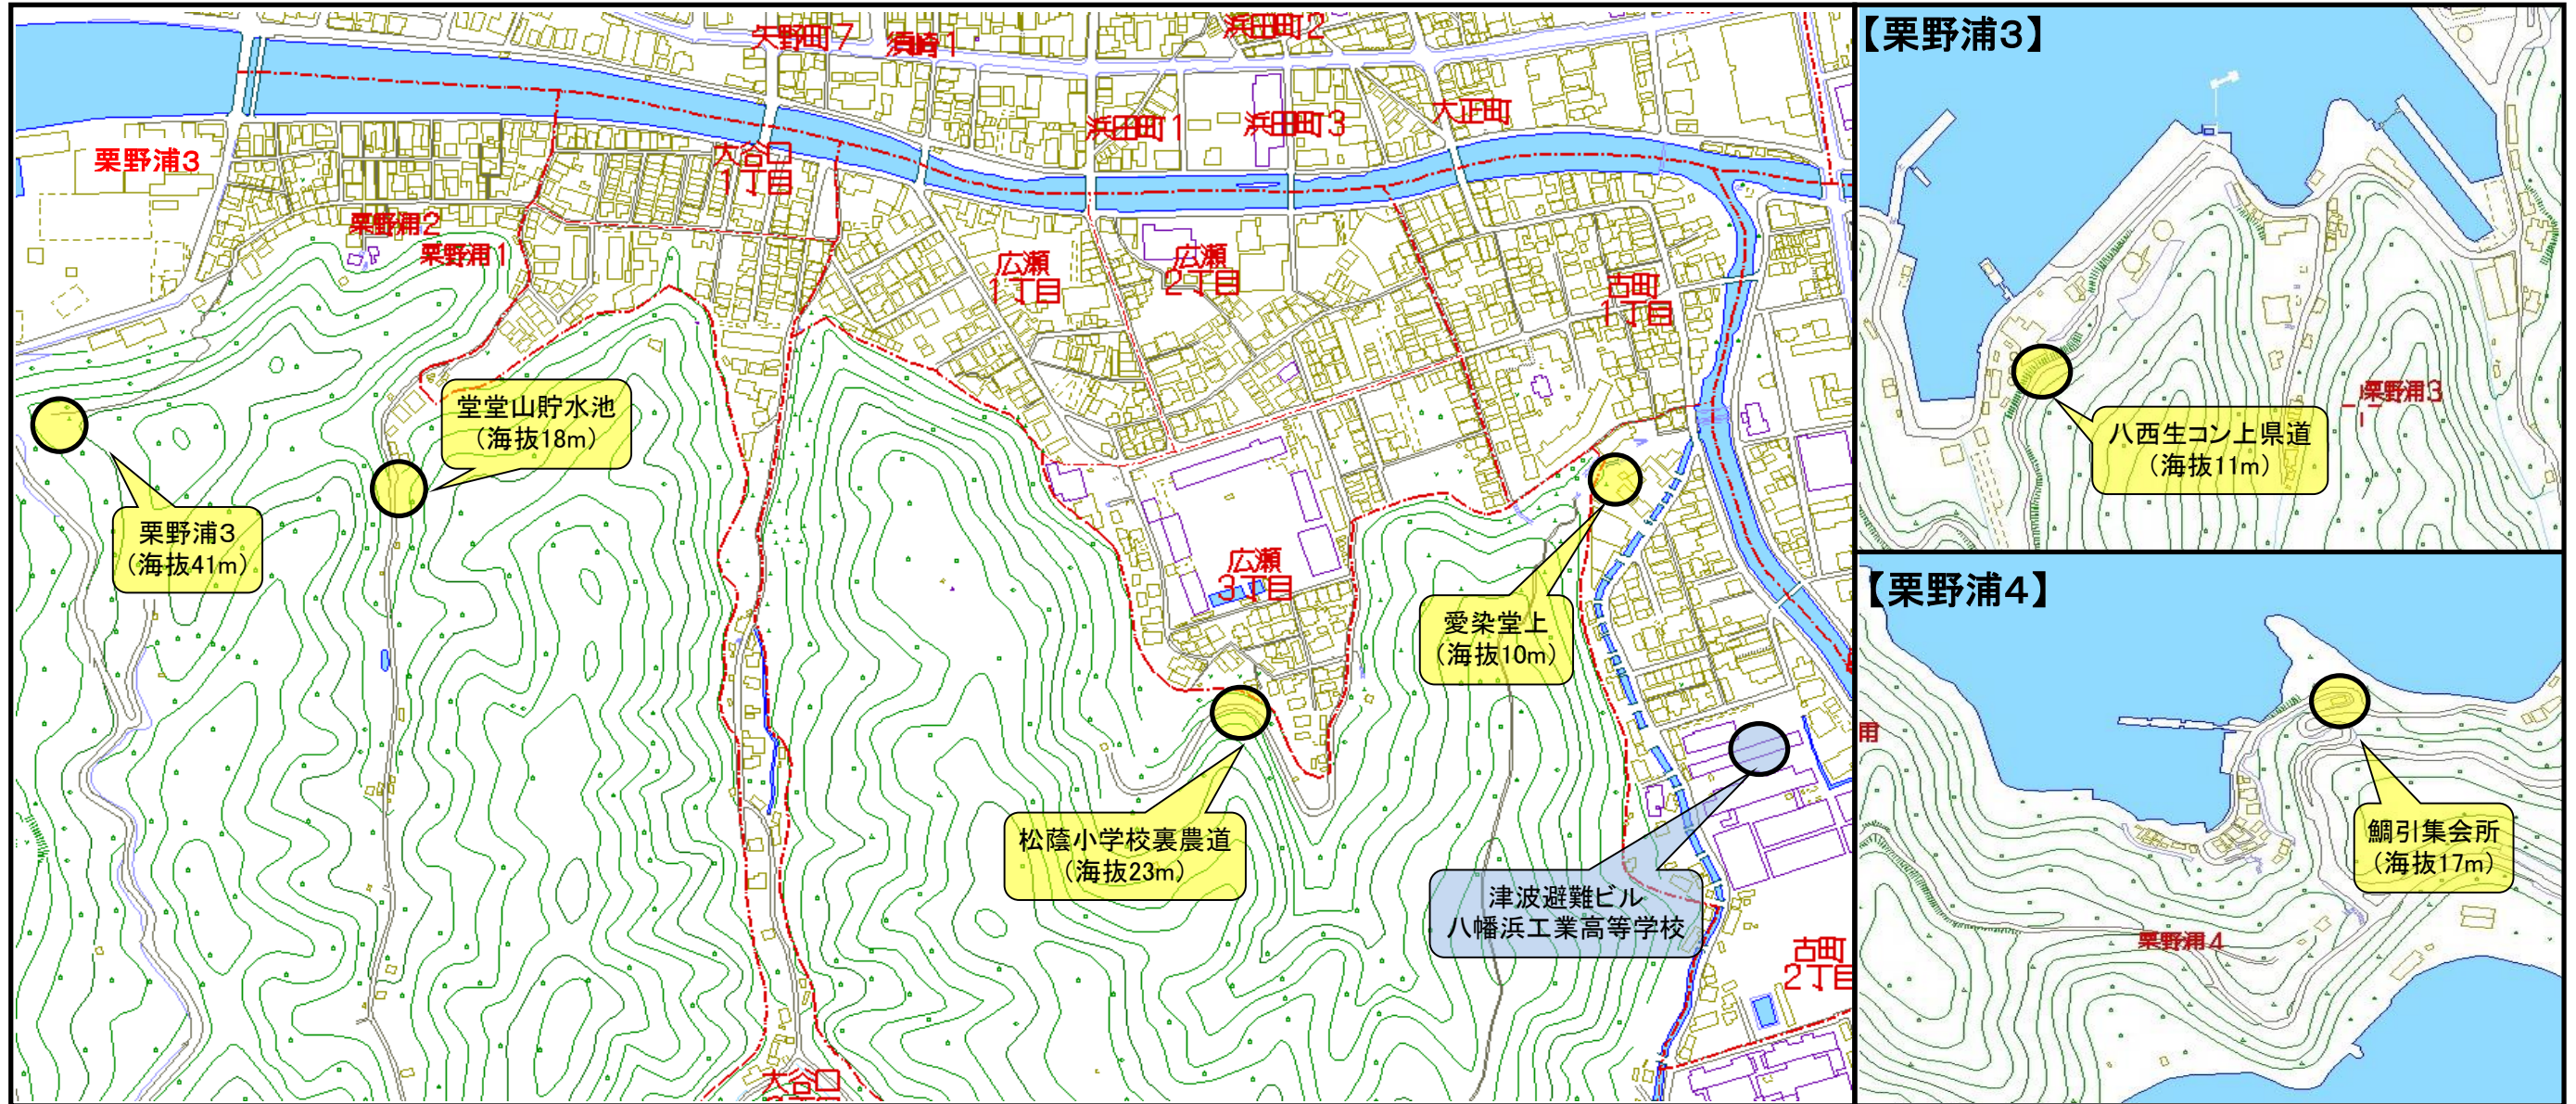 矢野町7
須崎1
浜田町2
浜田町1
浜田町3
大正町
栗野浦3
大谷口
1丁目
栗野浦2
栗野浦1
広瀬
1丁目
広瀬
2丁目
古町
1丁目
堂堂山貯水池
(海抜18m)
栗野浦3
(海抜41m)
広瀬
3丁目
愛染堂上
(海抜10m)
松蔭小学校裏農道
(海抜23m)
津波避難ビル
八幡浜工業高等学校
古町
2丁目
大谷口
【栗野浦3】
栗野浦3
八西生コン上県道
(海抜11m)
【栗野浦4】
鯛引集会所
(海抜17m)
栗野浦4